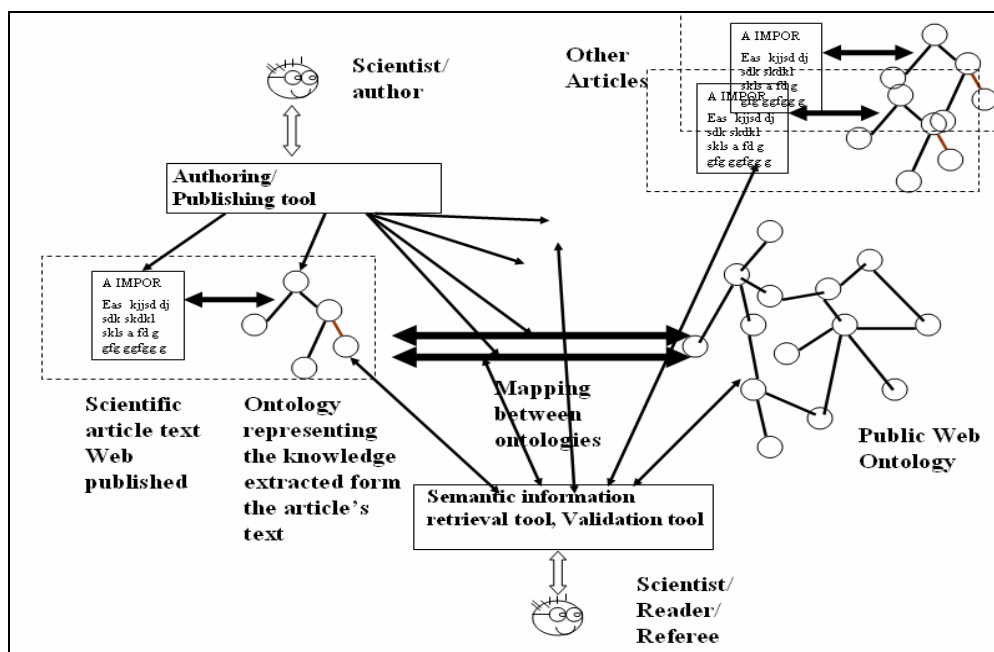 Scientist/
author
Other
Articles
A IMPOR
Eas kjjsd dj
sdk skdkl
skls a fd g
gfg ggfgg g
A IMPOR
Eas kjjsd dj
sdk skdkl
skls a fd g
gfg ggfgg g
Authoring/
Publishing tool
A IMPOR
Eas kjjsd dj
sdk skdkl
skls a fd g
gfg ggfgg g
Scientific
article text
Web
published
Ontology
representing
the knowledge
extracted form
the article's
text
Mapping
between
ontologies
Public Web
Ontology
Semantic information
retrieval tool, Validation tool
Scientist/
Reader/
Referee